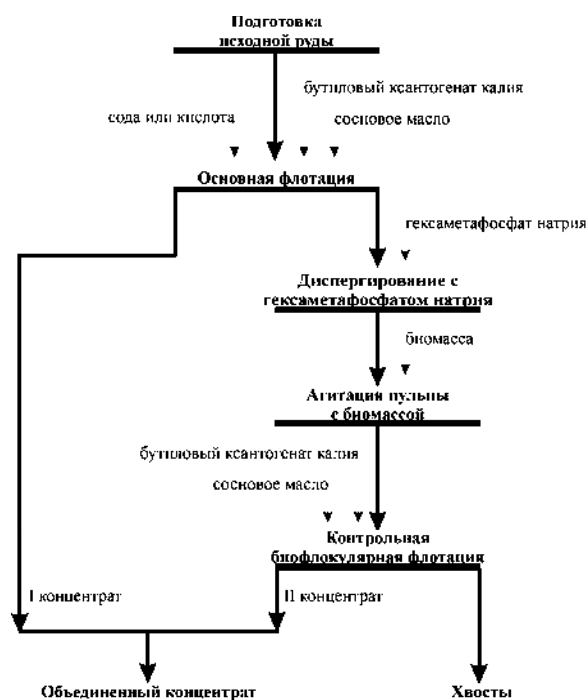 Подготовка
исходной руды
бутиловый ксантогенат калия
сода или кислота
сосновое масло
Основная флотация
гексаметафосфат натрия
Диспергирование с
гексаметафосфатом натрия
биомасса
Агитация пульпы
с биомассой
бутиловый ксантогенат калия
сосновое масло
Контрольная
биофлокулярная флотация
I концентрат
II концентрат
Объединенный концентрат
Хвосты